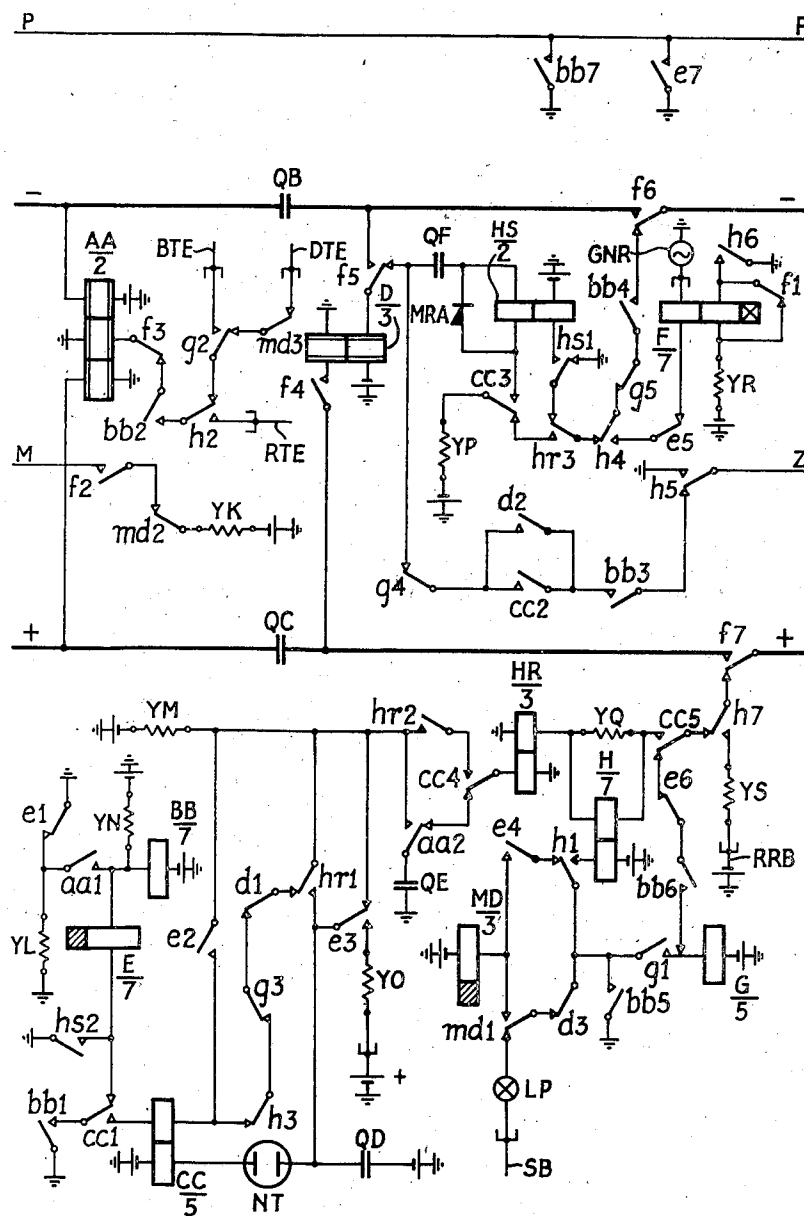 P P
bb7 e7
− QB f6 −
AA/2 BTE DTE QF HS/2 GNR h6
f5 D/3 MRA bb4 f1
f3 g2 md3 hs1 F/7
f4 CC3 g5 YR
bb2 h2 YP
RTE hr3 h4 e5
M f2 h5 Z
md2 YK d2
g4 CC2 bb3
+ QC f7 +
HR/3
YM hr2 YQ CC5 h7
CC4 H/7 e6
e1 YN BB/7 YS
aa1 aa2 e4 h1 RRB
d1 hr1 QE bb6
YL e2 MD/3
E/7 e3 g1 G/5
g3 YO bb5
hs2 md1 d3
h3 + LP
bb1 CC1 QD
CC/5 NT SB